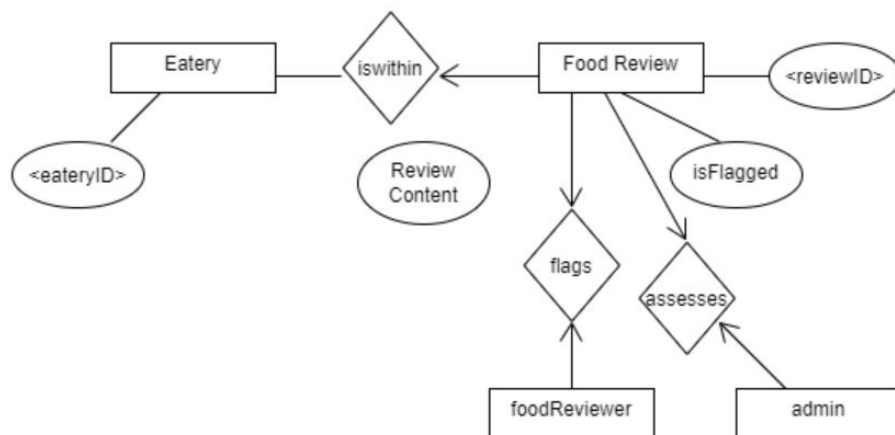 Eatery
iswithin
Food Review
<reviewID>
<eateryID>
Review
Content
isFlagged
flags
assesses
foodReviewer
admin